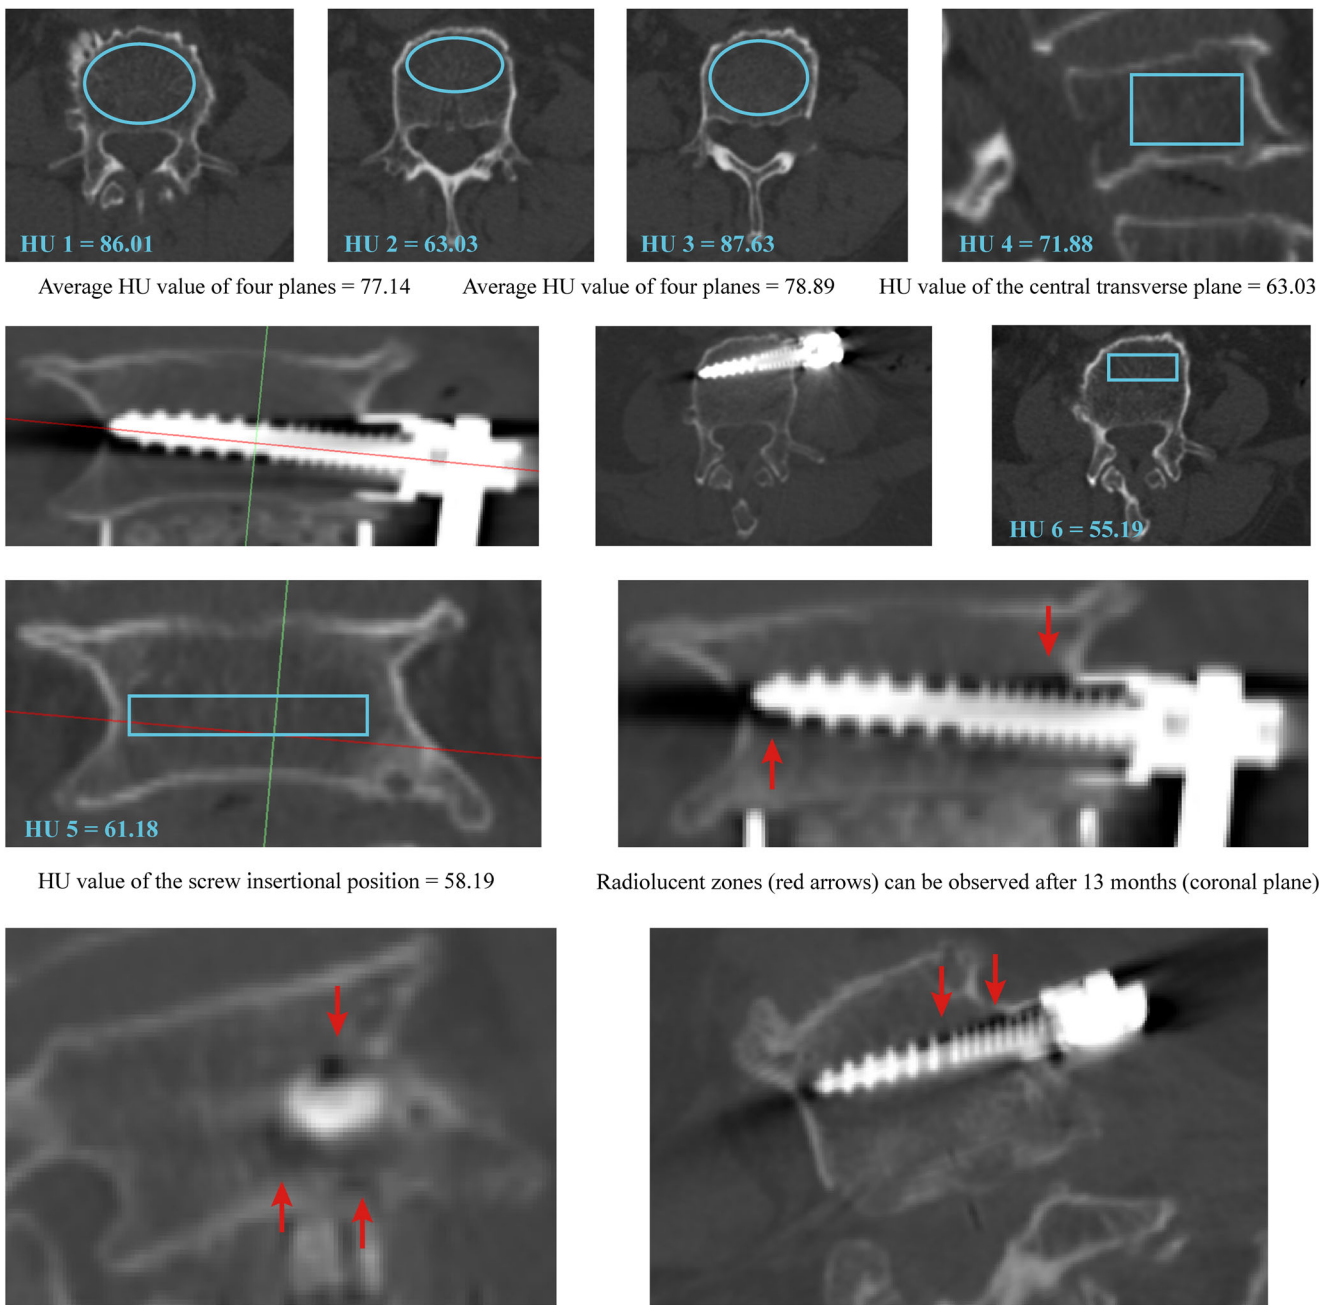 HU 1 = 86.01
HU 2 = 63.03
HU 3 = 87.63
HU 4 = 71.88
Average HU value of four planes = 77.14
Average HU value of four planes = 78.89
HU value of the central transverse plane = 63.03
HU 6 = 55.19
HU 5 = 61.18
HU value of the screw insertional position = 58.19
Radiolucent zones (red arrows) can be observed after 13 months (coronal plane)